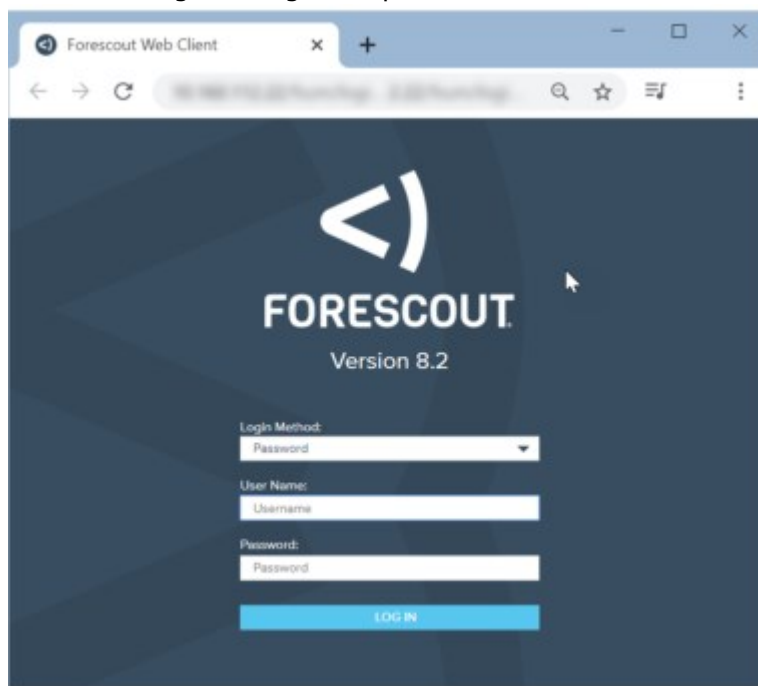 Forescout Web Client
FORESCOUT
Version 8.2
Login Method:
Password
User Name:
Username
Password:
Password
LOG IN